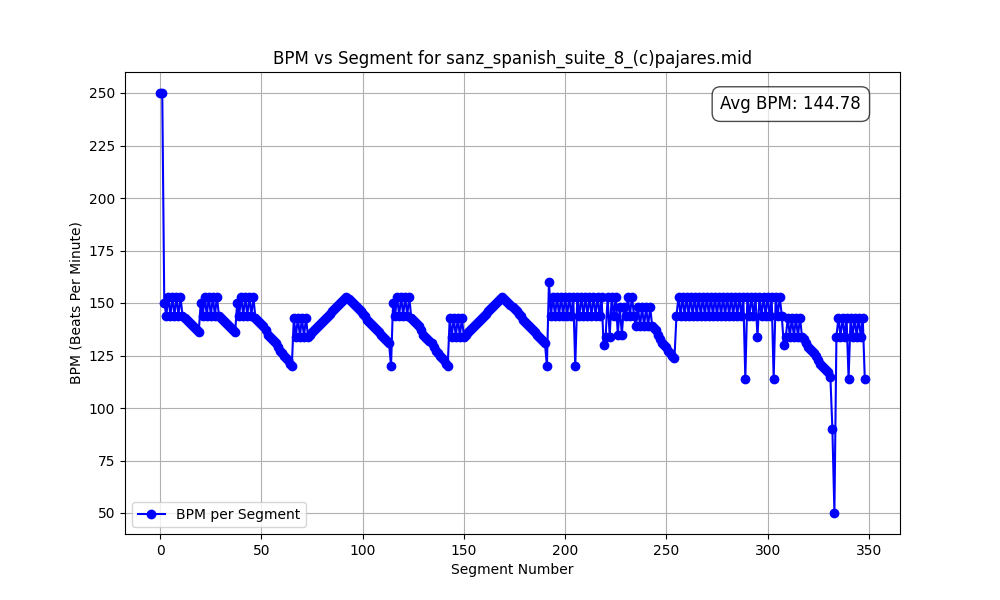 BPM vs Segment for sanz_spanish_suite_8_(c)pajares.mid
Avg BPM: 144.78
BPM (Beats Per Minute)
250
225
200
175
150
125
100
75
50
BPM per Segment
0 50 100 150 200 250 300 350
Segment Number